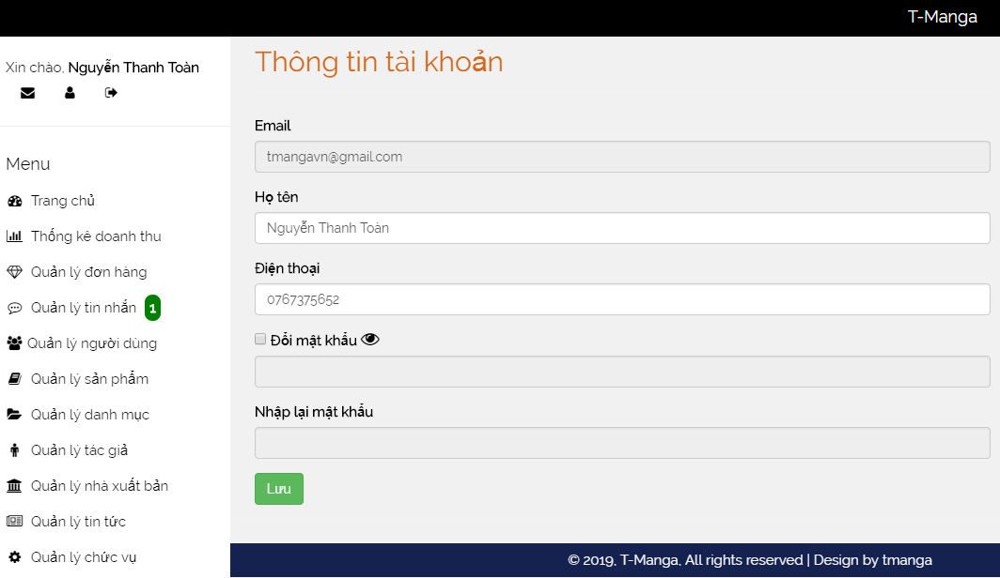 T-Manga
Xin chào, Nguyễn Thanh Toàn
Menu
Trang chủ
Thống kê doanh thu
Quản lý đơn hàng
Quản lý tin nhắn 1
Quản lý người dùng
Quản lý sản phẩm
Quản lý danh mục
Quản lý tác giả
Quản lý nhà xuất bản
Quản lý tin tức
Quản lý chức vụ
Thông tin tài khoản
Email
tmangavn@gmail.com
Họ tên
Nguyễn Thanh Toàn
Điện thoại
0767375652
Đổi mật khẩu
Nhập lại mật khẩu
Lưu
© 2019, T-Manga, All rights reserved | Design by tmanga